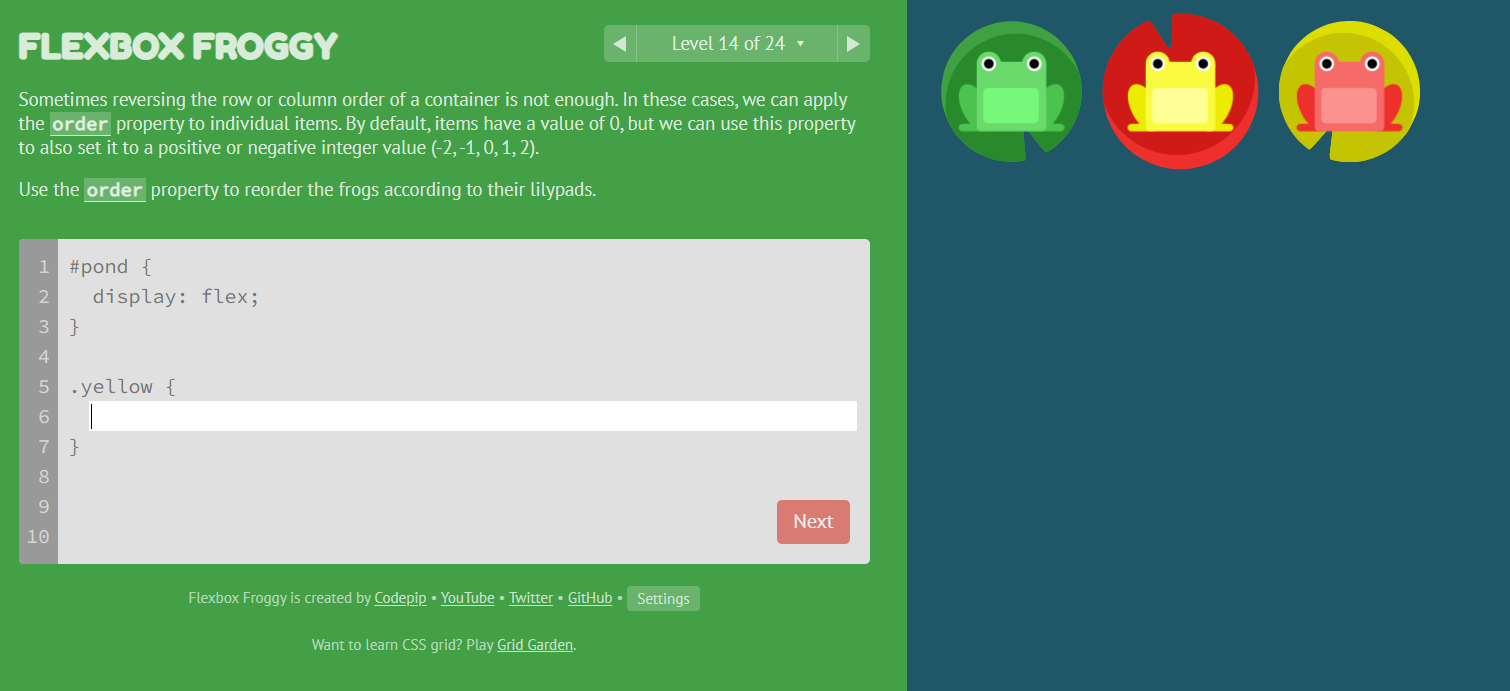 FLEXBOX FROGGY
◀ Level 14 of 24 ▼ ▶
Sometimes reversing the row or column order of a container is not enough. In these cases, we can apply
the order property to individual items. By default, items have a value of 0, but we can use this property
to also set it to a positive or negative integer value (-2, -1, 0, 1, 2).
Use the order property to reorder the frogs according to their lilypads.
1 #pond {
2   display: flex;
3 }
4
5 .yellow {
6
7 }
8
9
10
Next
Flexbox Froggy is created by Codepip • YouTube • Twitter • GitHub • Settings
Want to learn CSS grid? Play Grid Garden.